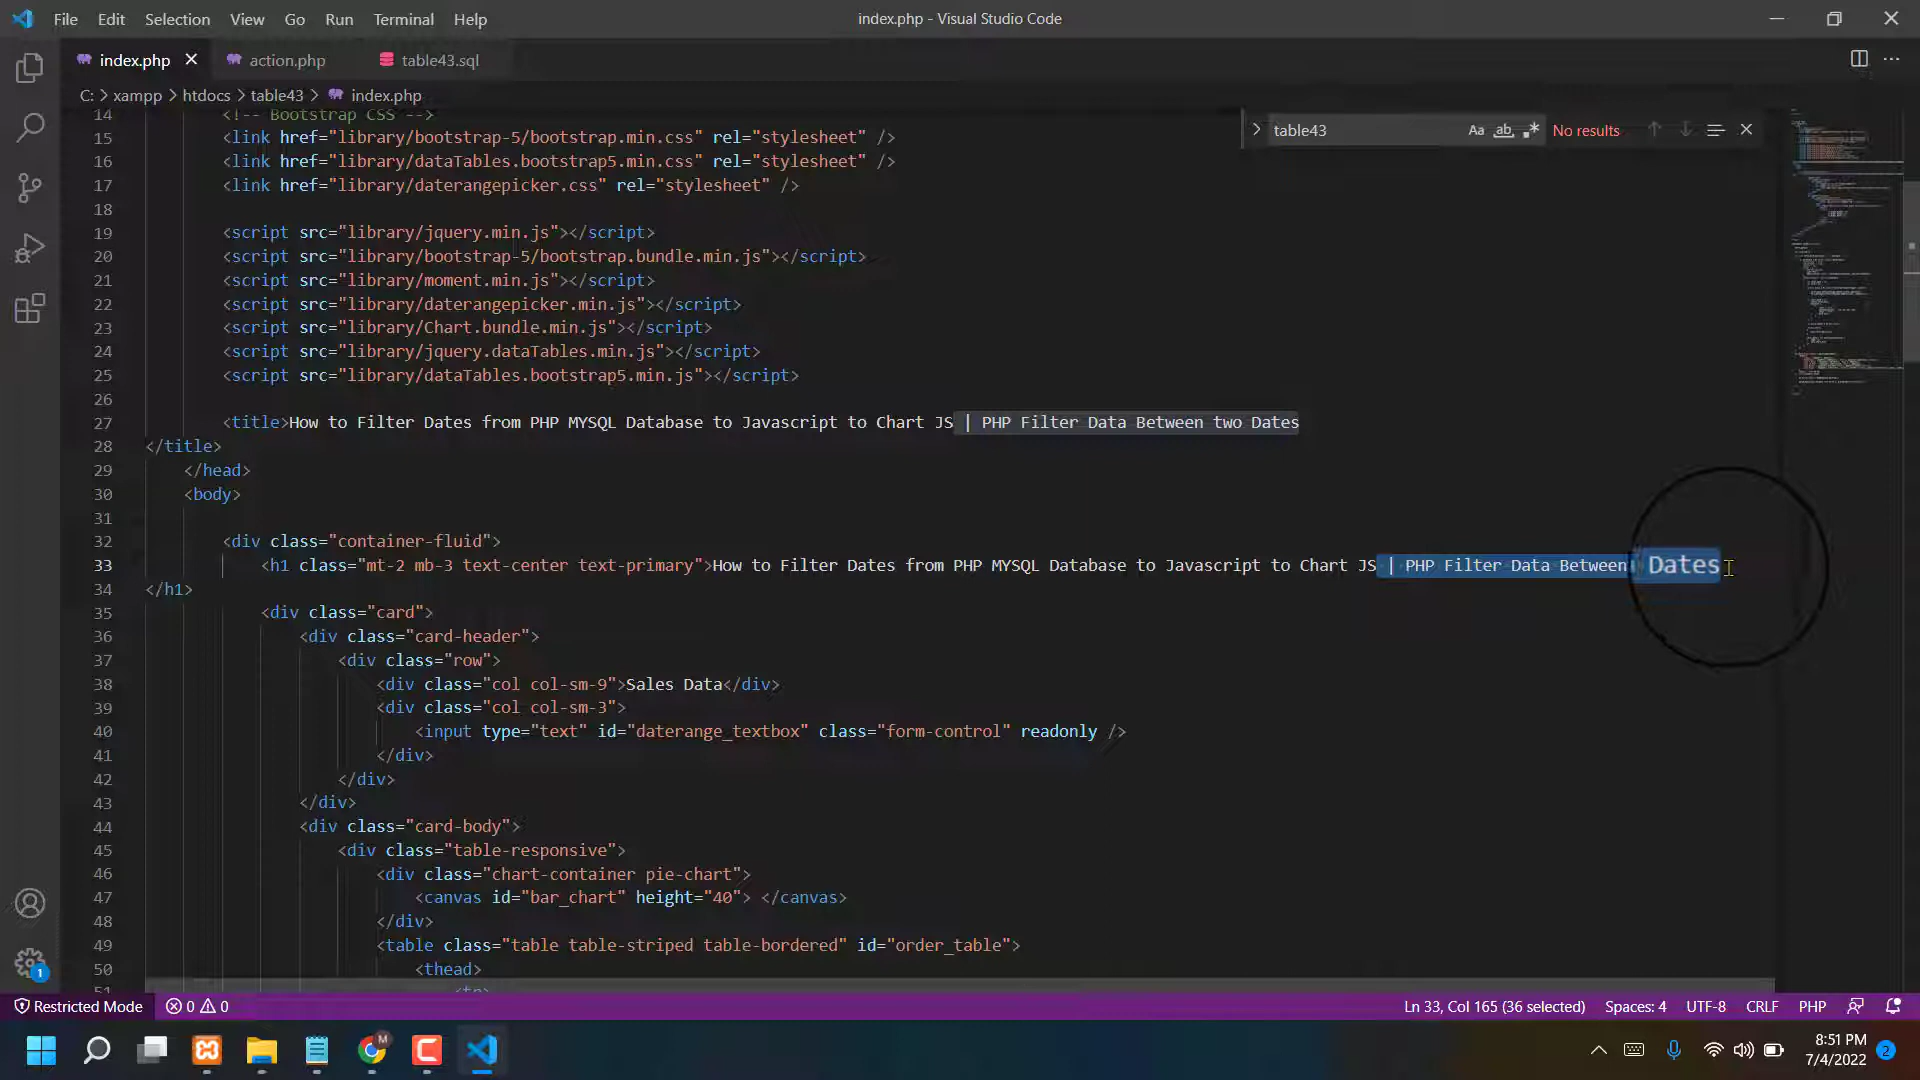 File Edit Selection View Go Run Terminal Help
index.php - Visual Studio Code
index.php action.php table43.sql
C: > xampp > htdocs > table43 > index.php
table43 Aa ab No results
14 <!-- Bootstrap CSS -->
15 <link href="library/bootstrap-5/bootstrap.min.css" rel="stylesheet" />
16 <link href="library/dataTables.bootstrap5.min.css" rel="stylesheet" />
17 <link href="library/daterangepicker.css" rel="stylesheet" />
18
19 <script src="library/jquery.min.js"></script>
20 <script src="library/bootstrap-5/bootstrap.bundle.min.js"></script>
21 <script src="library/moment.min.js"></script>
22 <script src="library/daterangepicker.min.js"></script>
23 <script src="library/Chart.bundle.min.js"></script>
24 <script src="library/jquery.dataTables.min.js"></script>
25 <script src="library/dataTables.bootstrap5.min.js"></script>
26
27 <title>How to Filter Dates from PHP MYSQL Database to Javascript to Chart JS | PHP Filter Data Between two Dates
28 </title>
29 </head>
30 <body>
31
32 <div class="container-fluid">
33 <h1 class="mt-2 mb-3 text-center text-primary">How to Filter Dates from PHP MYSQL Database to Javascript to Chart JS | PHP Filter Data Between Dates
34 </h1>
35 <div class="card">
36 <div class="card-header">
37 <div class="row">
38 <div class="col col-sm-9">Sales Data</div>
39 <div class="col col-sm-3">
40 <input type="text" id="daterange_textbox" class="form-control" readonly />
41 </div>
42 </div>
43 </div>
44 <div class="card-body">
45 <div class="table-responsive">
46 <div class="chart-container pie-chart">
47 <canvas id="bar_chart" height="40"> </canvas>
48 </div>
49 <table class="table table-striped table-bordered" id="order_table">
50 <thead>
51 <tr>
1
Restricted Mode 0 0 Ln 33, Col 165 (36 selected) Spaces: 4 UTF-8 CRLF PHP
M
8:51 PM
7/4/2022 2